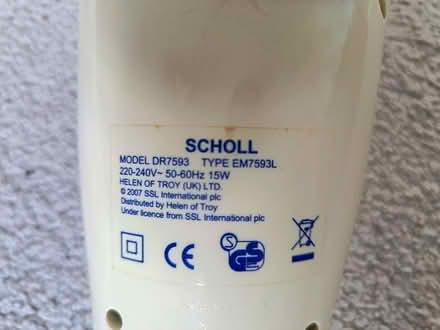 SCHOLL
MODEL DR7593 TYPE EM7593L
220-240V~ 50-60Hz 15W
HELEN OF TROY (UK) LTD.
© 2007 SSL International plc
Distributed by Helen of Troy
Under licence from SSL International plc
CE
S GS